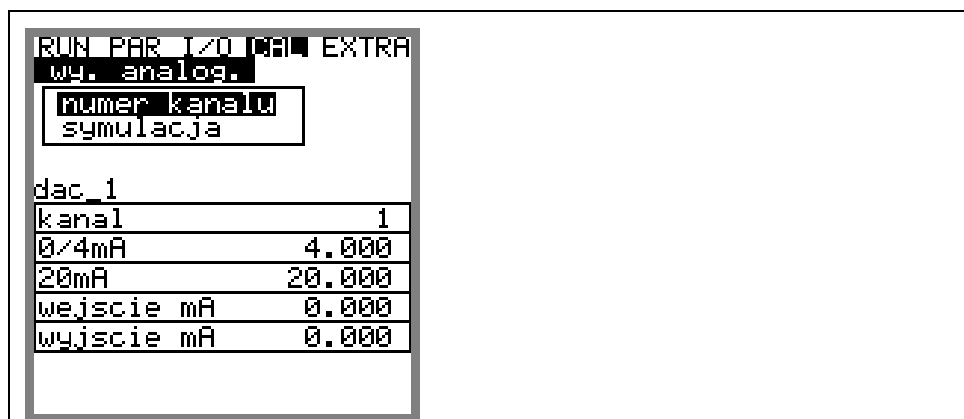 RUN PAR I/O CAL EXTRA
wy. analog.
numer kanalu
symulacja
dac_1
kanal 1
0/4mA 4.000
20mA 20.000
wejscie mA 0.000
wyjscie mA 0.000